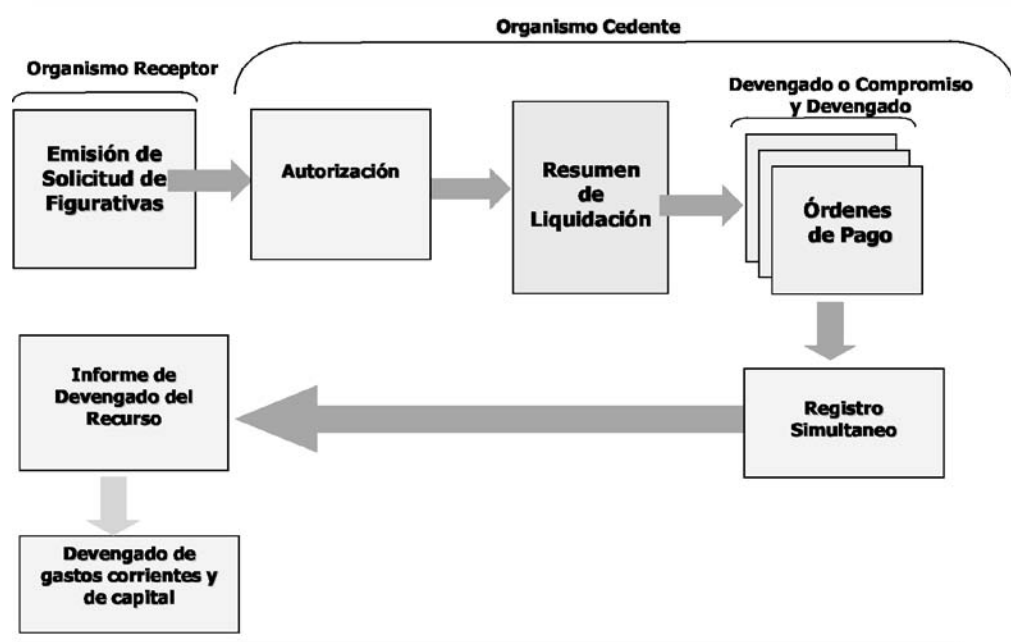 Organismo Cedente
Organismo Receptor
Devengado o Compromiso
y Devengado
Emisión de
Solicitud de
Figurativas
Autorización
Resumen
de
Liquidación
Órdenes
de Pago
Informe de
Devengado del
Recurso
Registro
Simultaneo
Devengado de
gastos corrientes y
de capital